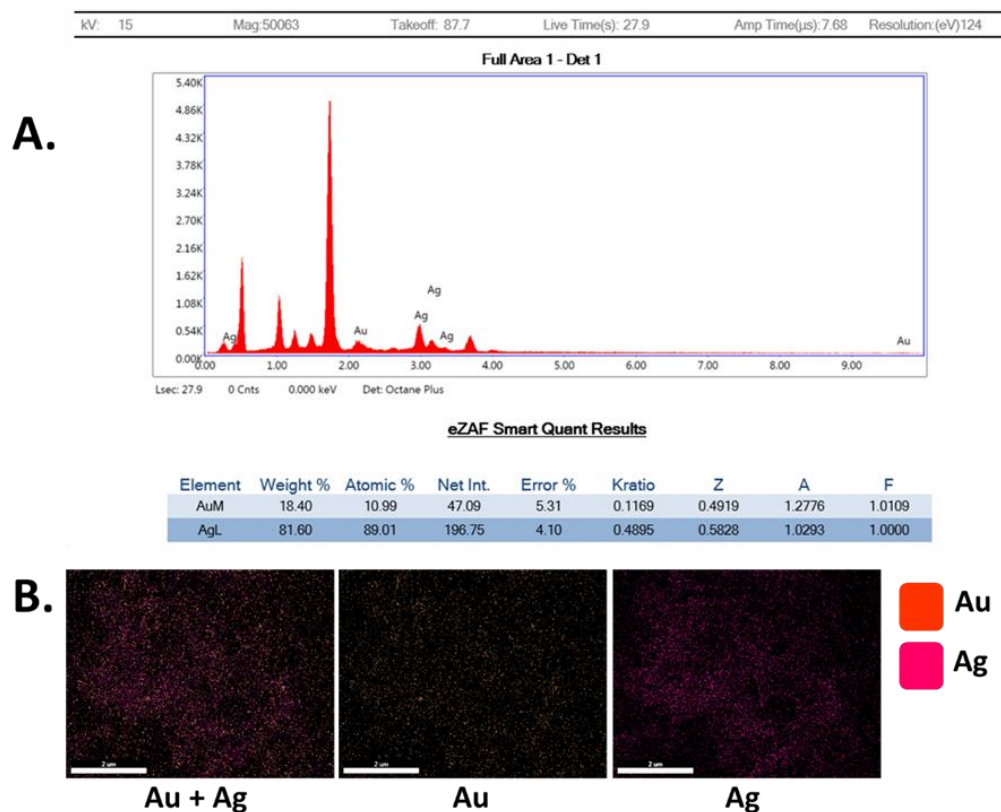 kV: 15 Mag:50063 Takeoff: 87.7 Live Time(s): 27.9 Amp Time(µs):7.68 Resolution:(eV)124
A.
Full Area 1 - Det 1
5.40K
4.86K
4.32K
3.78K
3.24K
2.70K
2.16K
1.62K
1.08K
0.54K
0.00K
Ag
Au
Ag
Ag
Ag
Au
0.00 1.00 2.00 3.00 4.00 5.00 6.00 7.00 8.00 9.00
Lsec: 27.9 0 Cnts 0.000 keV Det: Octane Plus
eZAF Smart Quant Results
Element Weight % Atomic % Net Int. Error % Kratio Z A F
AuM 18.40 10.99 47.09 5.31 0.1169 0.4919 1.2776 1.0109
AgL 81.60 89.01 196.75 4.10 0.4895 0.5828 1.0293 1.0000
B.
2 um
2 um
2 um
Au
Ag
Au + Ag Au Ag